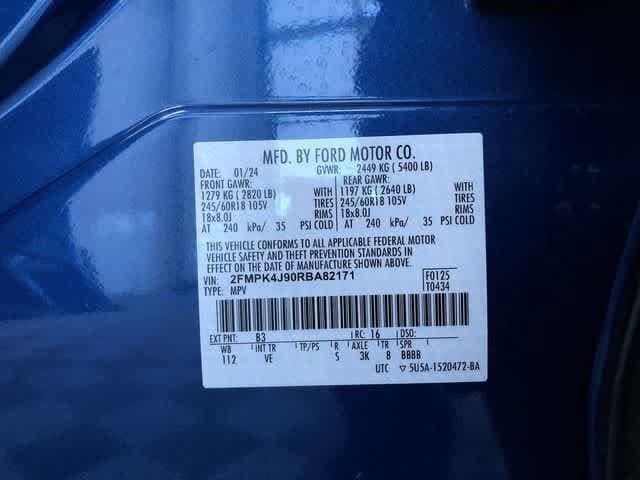 MFD. BY FORD MOTOR CO.
DATE: 01/24 GVWR: 2449 KG ( 5400 LB)
FRONT GAWR: REAR GAWR:
1279 KG ( 2820 LB) WITH 1197 KG ( 2640 LB) WITH
245/60R18 105V TIRES 245/60R18 105V TIRES
18x8.0J RIMS 18x8.0J RIMS
AT 240 kPa/ 35 PSI COLD AT 240 kPa/ 35 PSI COLD
THIS VEHICLE CONFORMS TO ALL APPLICABLE FEDERAL MOTOR
VEHICLE SAFETY AND THEFT PREVENTION STANDARDS IN
EFFECT ON THE DATE OF MANUFACTURE SHOWN ABOVE.
VIN: 2FMPK4J90RBA82171 F0125
TYPE: MPV T0434
EXT PNT: B3 RC: 16 DSO:
WB INT TR TP/PS R AXLE TR SPR
112 VE S 3K 8 BBBB
UTC ▽ 5U5A-1520472-BA